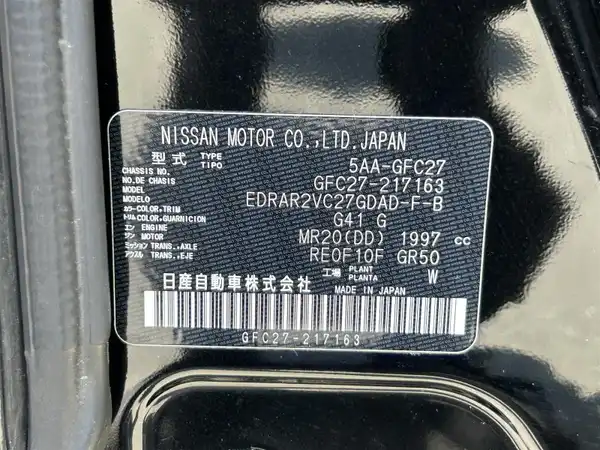 NISSAN MOTOR CO.,LTD.JAPAN
型式 TYPE TIPO 5AA-GFC27
CHASSIS NO. NO.DE CHASIS GFC27-217163
MODEL MODELO EDRAR2VC27GDAD-F-B
カラー COLOR,TRIM トリム COLOR,GUARNICION G41 G
エン ENGINE ジン MOTOR MR20(DD) 1997 cc
ミッション TRANS.,AXLE アクスル TRANS.,EJE RE0F10F GR50
工場 PLANT PLANTA W
日産自動車株式会社 MADE IN JAPAN
GFC27-217163